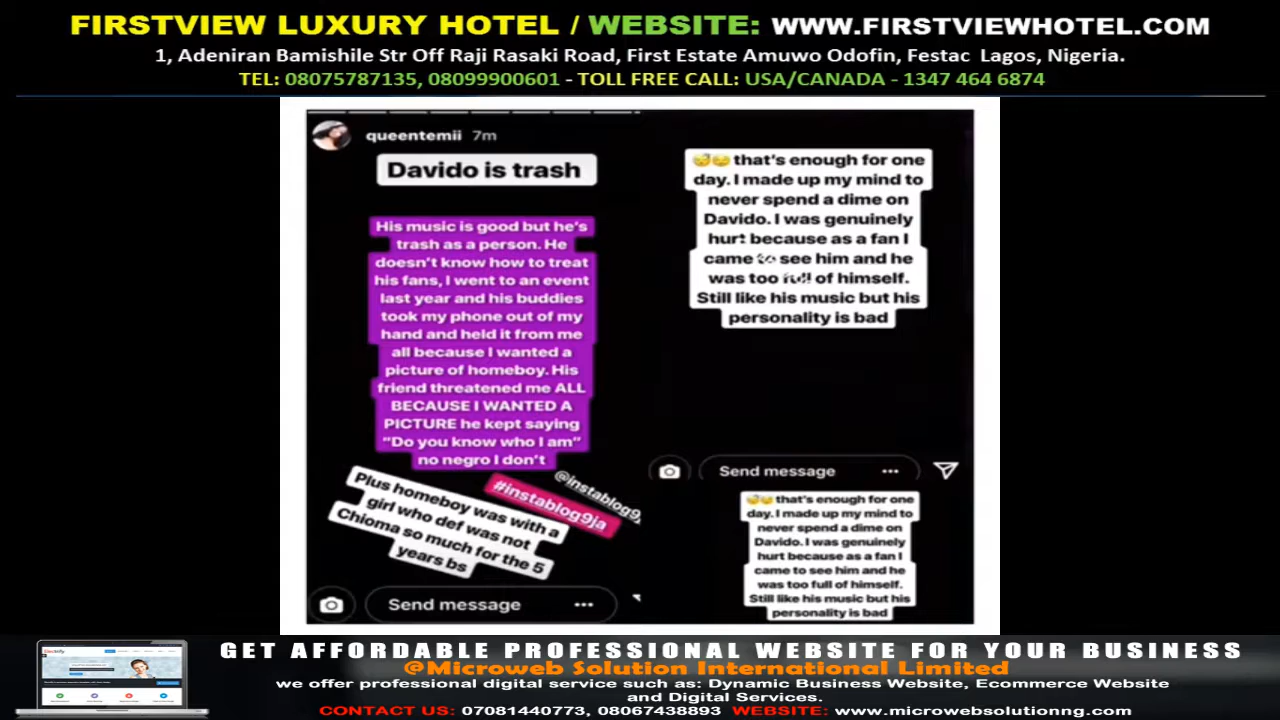 FIRSTVIEW LUXURY HOTEL / WEBSITE: WWW.FIRSTVIEWHOTEL.COM
1, Adeniran Bamishile Str Off Raji Rasaki Road, First Estate Amuwo Odofin, Festac Lagos, Nigeria.
TEL: 08075787135, 08099900601 - TOLL FREE CALL: USA/CANADA - 1347 464 6874
queentemii 7m
Davido is trash
His music is good but he's
trash as a person. He
doesn't know how to treat
his fans, I went to an event
last year and his buddies
took my phone out of my
hand and held it from me
all because I wanted a
picture of homeboy. His
friend threatened me ALL
BECAUSE I WANTED A
PICTURE he kept saying
"Do you know who I am"
no negro I don't
@instablog9
#instablog9ja
Plus homeboy was with a
girl who def was not
Chioma so much for the 5
years bs
Send message
😴😔 that's enough for one
day. I made up my mind to
never spend a dime on
Davido. I was genuinely
hurt because as a fan I
came to see him and he
was too full of himself.
Still like his music but his
personality is bad
Send message
😴😔 that's enough for one
day. I made up my mind to
never spend a dime on
Davido. I was genuinely
hurt because as a fan I
came to see him and he
was too full of himself.
Still like his music but his
personality is bad
GET AFFORDABLE PROFESSIONAL WEBSITE FOR YOUR BUSINESS
@Microweb Solution International Limited
we offer professional digital service such as: Dynamic Business Website, Ecommerce Website
and Digital Services.
CONTACT US: 07081440773, 08067438893 WEBSITE: www.microwebsolutionng.com